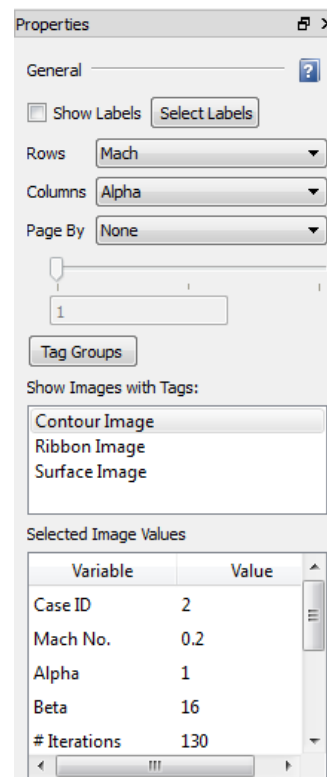 Properties
General
?
Show Labels Select Labels
Rows Mach
Columns Alpha
Page By None
1
Tag Groups
Show Images with Tags:
Contour Image
Ribbon Image
Surface Image
Selected Image Values
Variable Value
Case ID 2
Mach No. 0.2
Alpha 1
Beta 16
# Iterations 130